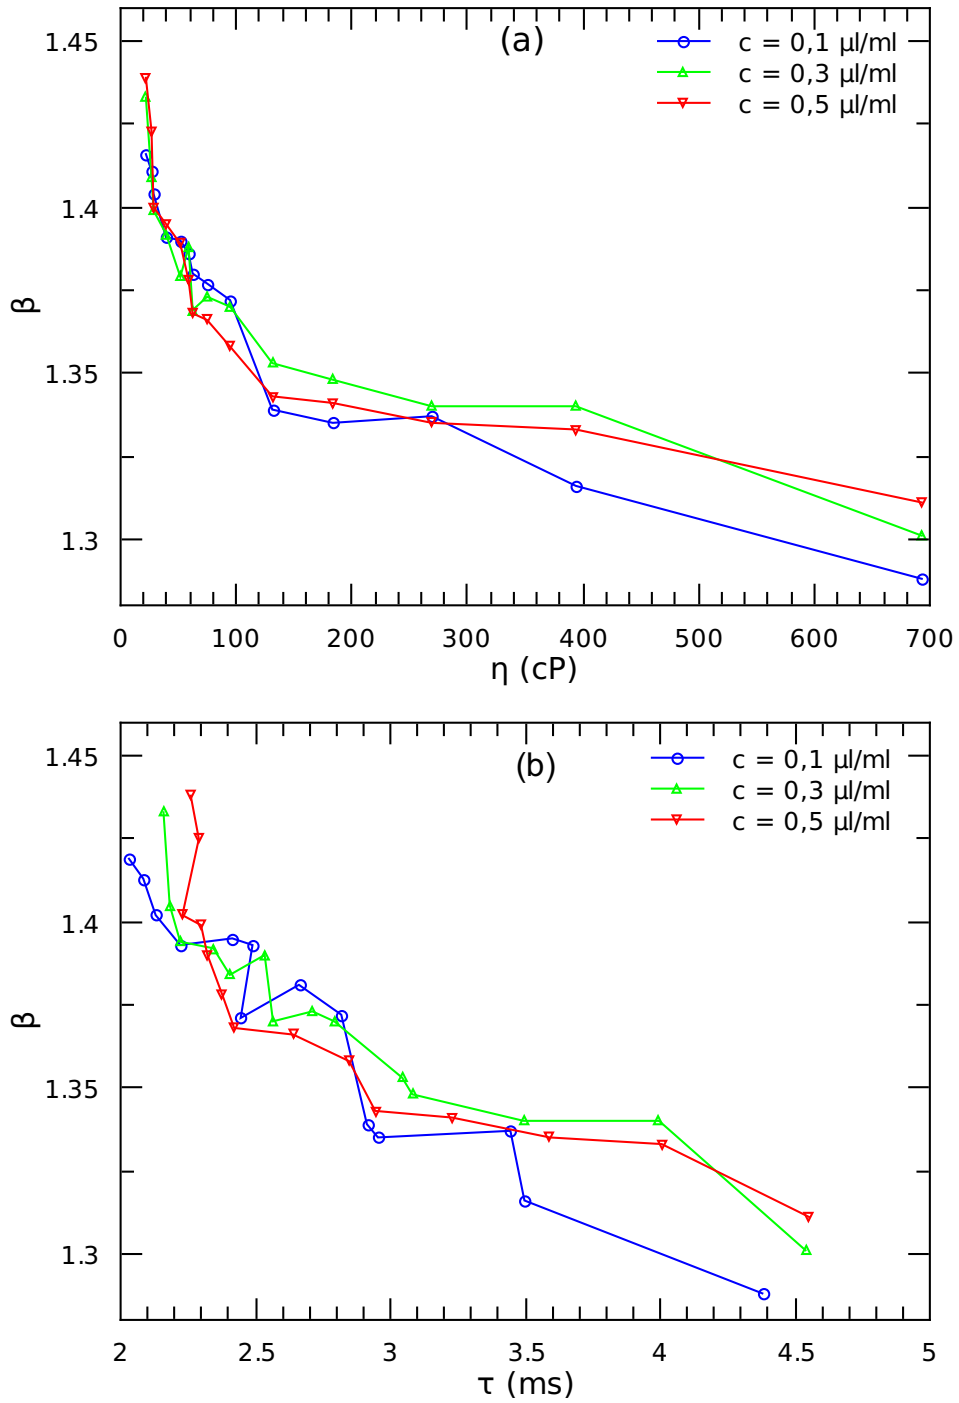 (a)
c = 0,1 µl/ml
c = 0,3 µl/ml
c = 0,5 µl/ml
1.45
1.4
1.35
1.3
β
0 100 200 300 400 500 600 700
η (cP)
(b)
c = 0,1 µl/ml
c = 0,3 µl/ml
c = 0,5 µl/ml
1.45
1.4
1.35
1.3
β
2 2.5 3 3.5 4 4.5 5
τ (ms)